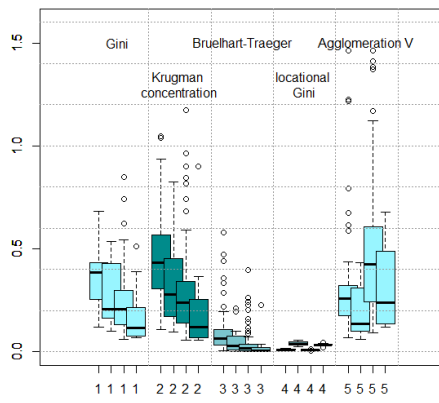 Gini Bruelhart-Traeger Agglomeration V
Krugman concentration
locational Gini
1.5
1.0
0.5
0.0
1 1 1 1 2 2 2 2 3 3 3 3 4 4 4 4 5 5 5 5